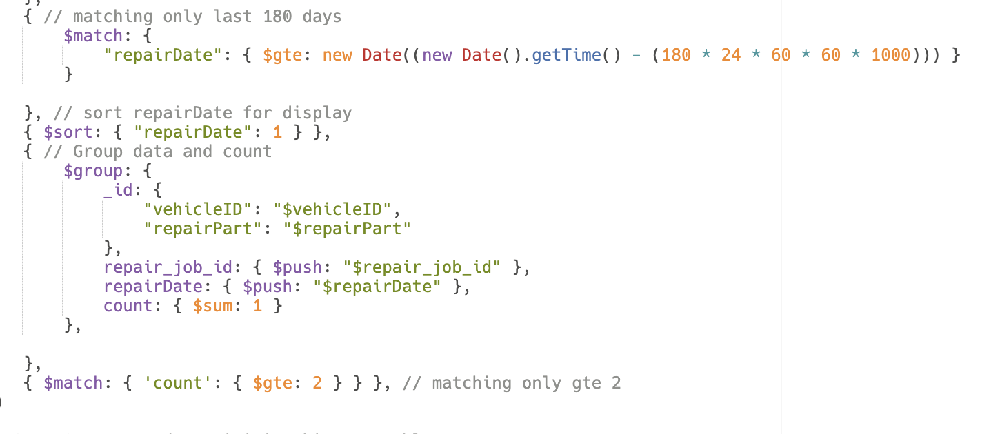 { // matching only last 180 days
$match: {
"repairDate": { $gte: new Date((new Date().getTime() - (180 * 24 * 60 * 60 * 1000))) }
}
}, // sort repairDate for display
{ $sort: { "repairDate": 1 } },
{ // Group data and count
$group: {
_id: {
"vehicleID": "$vehicleID",
"repairPart": "$repairPart"
},
repair_job_id: { $push: "$repair_job_id" },
repairDate: { $push: "$repairDate" },
count: { $sum: 1 }
},
},
{ $match: { 'count': { $gte: 2 } } }, // matching only gte 2
)